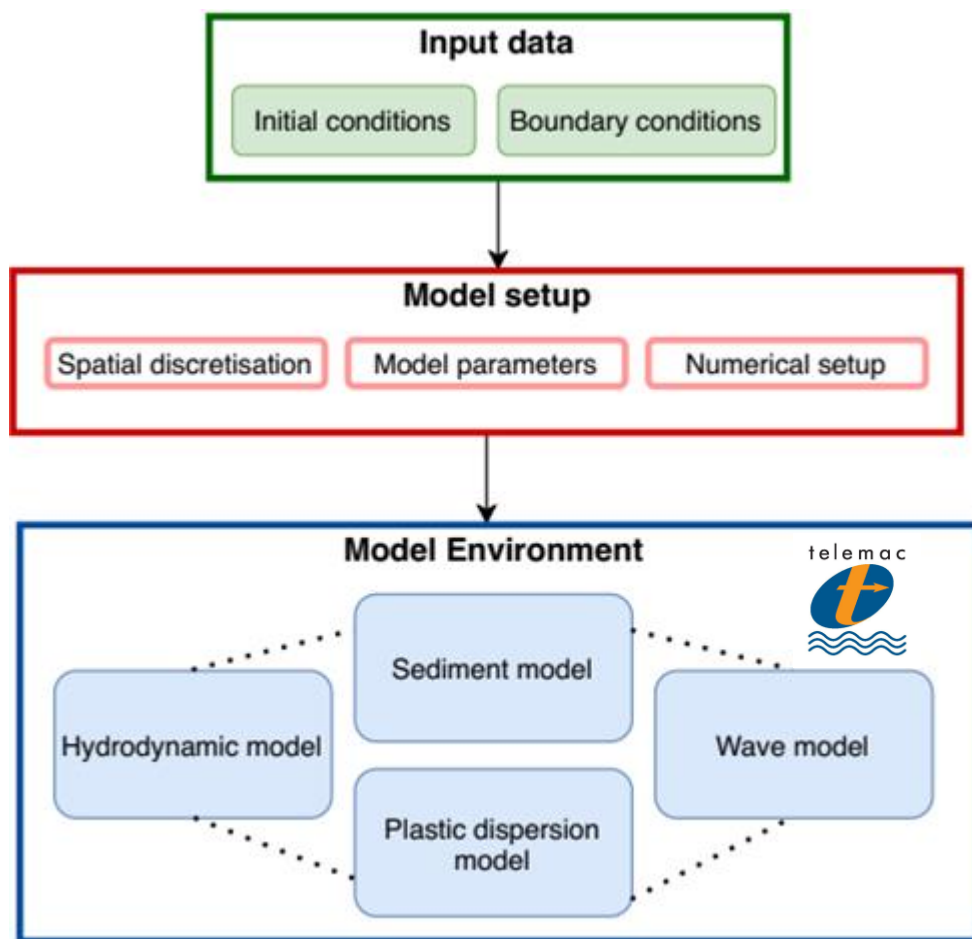 Input data
Initial conditions
Boundary conditions
Model setup
Spatial discretisation
Model parameters
Numerical setup
Model Environment
telemac
Sediment model
Hydrodynamic model
Wave model
Plastic dispersion
model